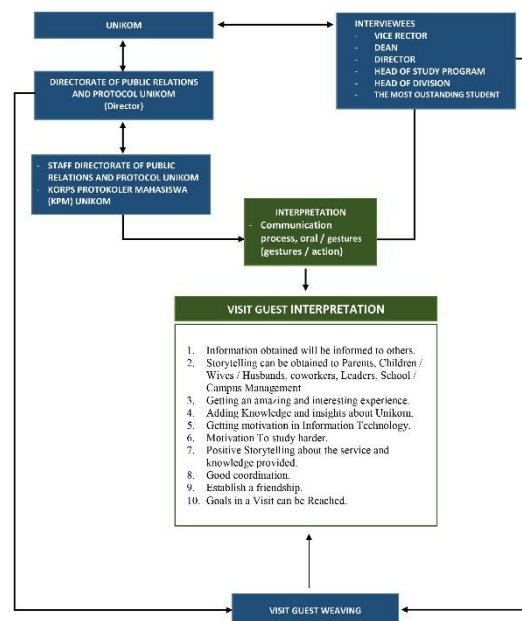 UNIKOM
INTERVIEWEES
- VICE RECTOR
- DEAN
- DIRECTOR
- HEAD OF STUDY PROGRAM
- HEAD OF DIVISION
- THE MOST OUSTANDING STUDENT
DIRECTORATE OF PUBLIC RELATIONS
AND PROTOCOL UNIKOM
(Director)
- STAFF DIRECTORATE OF PUBLIC
RELATIONS AND PROTOCOL UNIKOM
- KORPS PROTOKOLER MAHASISWA
(KPM) UNIKOM
INTERPRETATION
- Communication
process, oral / gestures
(gestures / action)
VISIT GUEST INTERPRETATION
1. Information obtained will be informed to others.
2. Storytelling can be obtained to Parents, Children /
Wives / Husbands, coworkers, Leaders, School /
Campus Management
3. Getting an amazing and interesting experience.
4. Adding Knowledge and insights about Unikom.
5. Getting motivation in Information Technology.
6. Motivation To study harder.
7. Positive Storytelling about the service and
knowledge provided.
8. Good coordination.
9. Establish a friendship.
10. Goals in a Visit can be Reached.
VISIT GUEST WEAVING